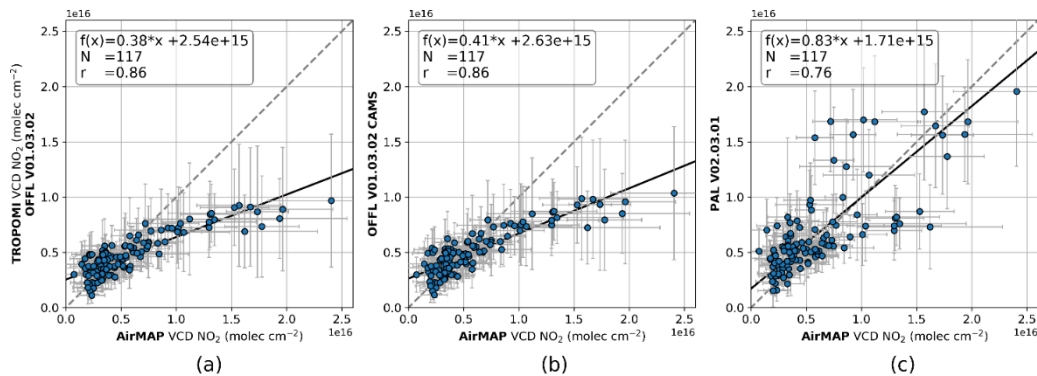 1e16
f(x)=0.38*x +2.54e+15
N =117
r =0.86
TROPOMI VCD NO₂ (molec cm⁻²)
OFFL V01.03.02
2.5
2.0
1.5
1.0
0.5
0.0
0.0 0.5 1.0 1.5 2.0 2.5
1e16
AirMAP VCD NO₂ (molec cm⁻²)
(a)
1e16
f(x)=0.41*x +2.63e+15
N =117
r =0.86
OFFL V01.03.02 CAMS
2.5
2.0
1.5
1.0
0.5
0.0
0.0 0.5 1.0 1.5 2.0 2.5
1e16
AirMAP VCD NO₂ (molec cm⁻²)
(b)
1e16
f(x)=0.83*x +1.71e+15
N =117
r =0.76
PAL V02.03.01
2.5
2.0
1.5
1.0
0.5
0.0
0.0 0.5 1.0 1.5 2.0 2.5
1e16
AirMAP VCD NO₂ (molec cm⁻²)
(c)